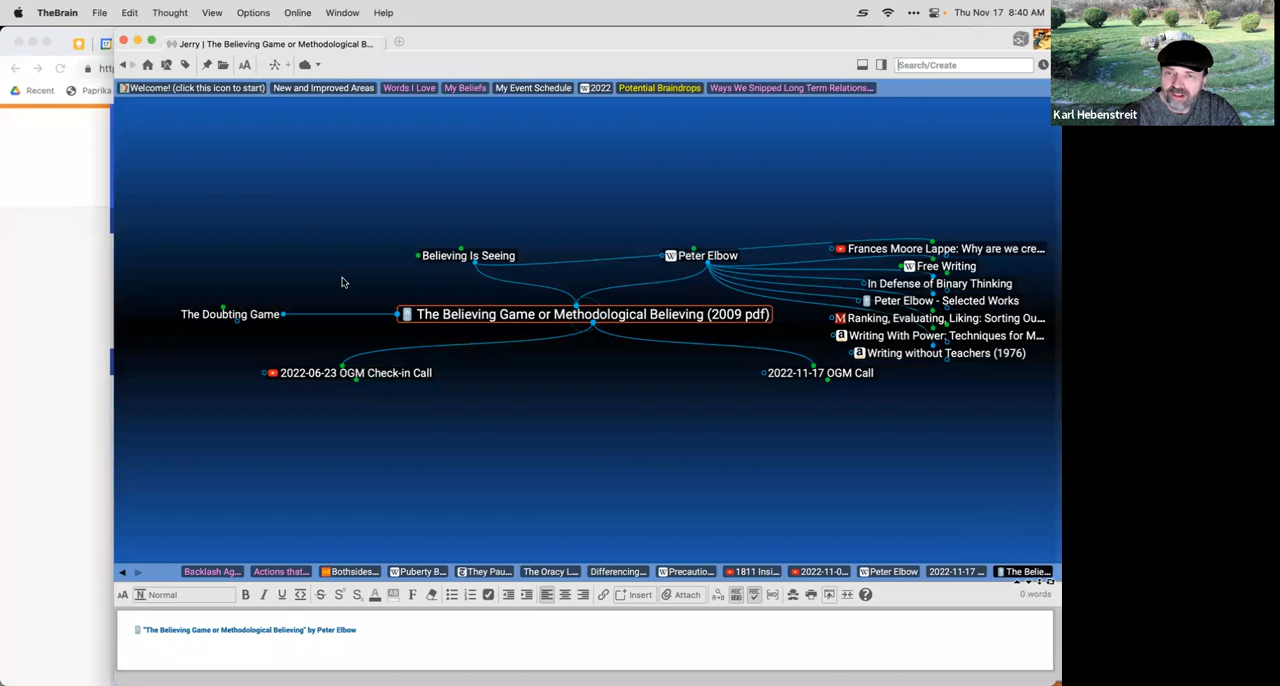 TheBrain File Edit Thought View Options Online Window Help Thu Nov 17 8:40 AM
Jerry | The Believing Game or Methodological B...
Recent Paprika
AA Search/Create
Welcome! (click this icon to start) New and Improved Areas Words I Love My Beliefs My Event Schedule 2022 Potential Braindrops Ways We Snipped Long Term Relations...
Karl Hebenstreit
Believing Is Seeing
Peter Elbow
Frances Moore Lappe: Why are we cre...
Free Writing
In Defense of Binary Thinking
Peter Elbow - Selected Works
Ranking, Evaluating, Liking: Sorting Ou...
Writing With Power: Techniques for M...
Writing without Teachers (1976)
The Doubting Game
The Believing Game or Methodological Believing (2009 pdf)
2022-06-23 OGM Check-in Call
2022-11-17 OGM Call
Backlash Ag... Actions that... Bothsides... Puberty B... They Pau... The Oracy L... Differencing... Precautio... 1811 Insi... 2022-11-0... Peter Elbow 2022-11-17 ... The Belie...
Normal B I U S S S A F Insert Attach 0 words
"The Believing Game or Methodological Believing" by Peter Elbow